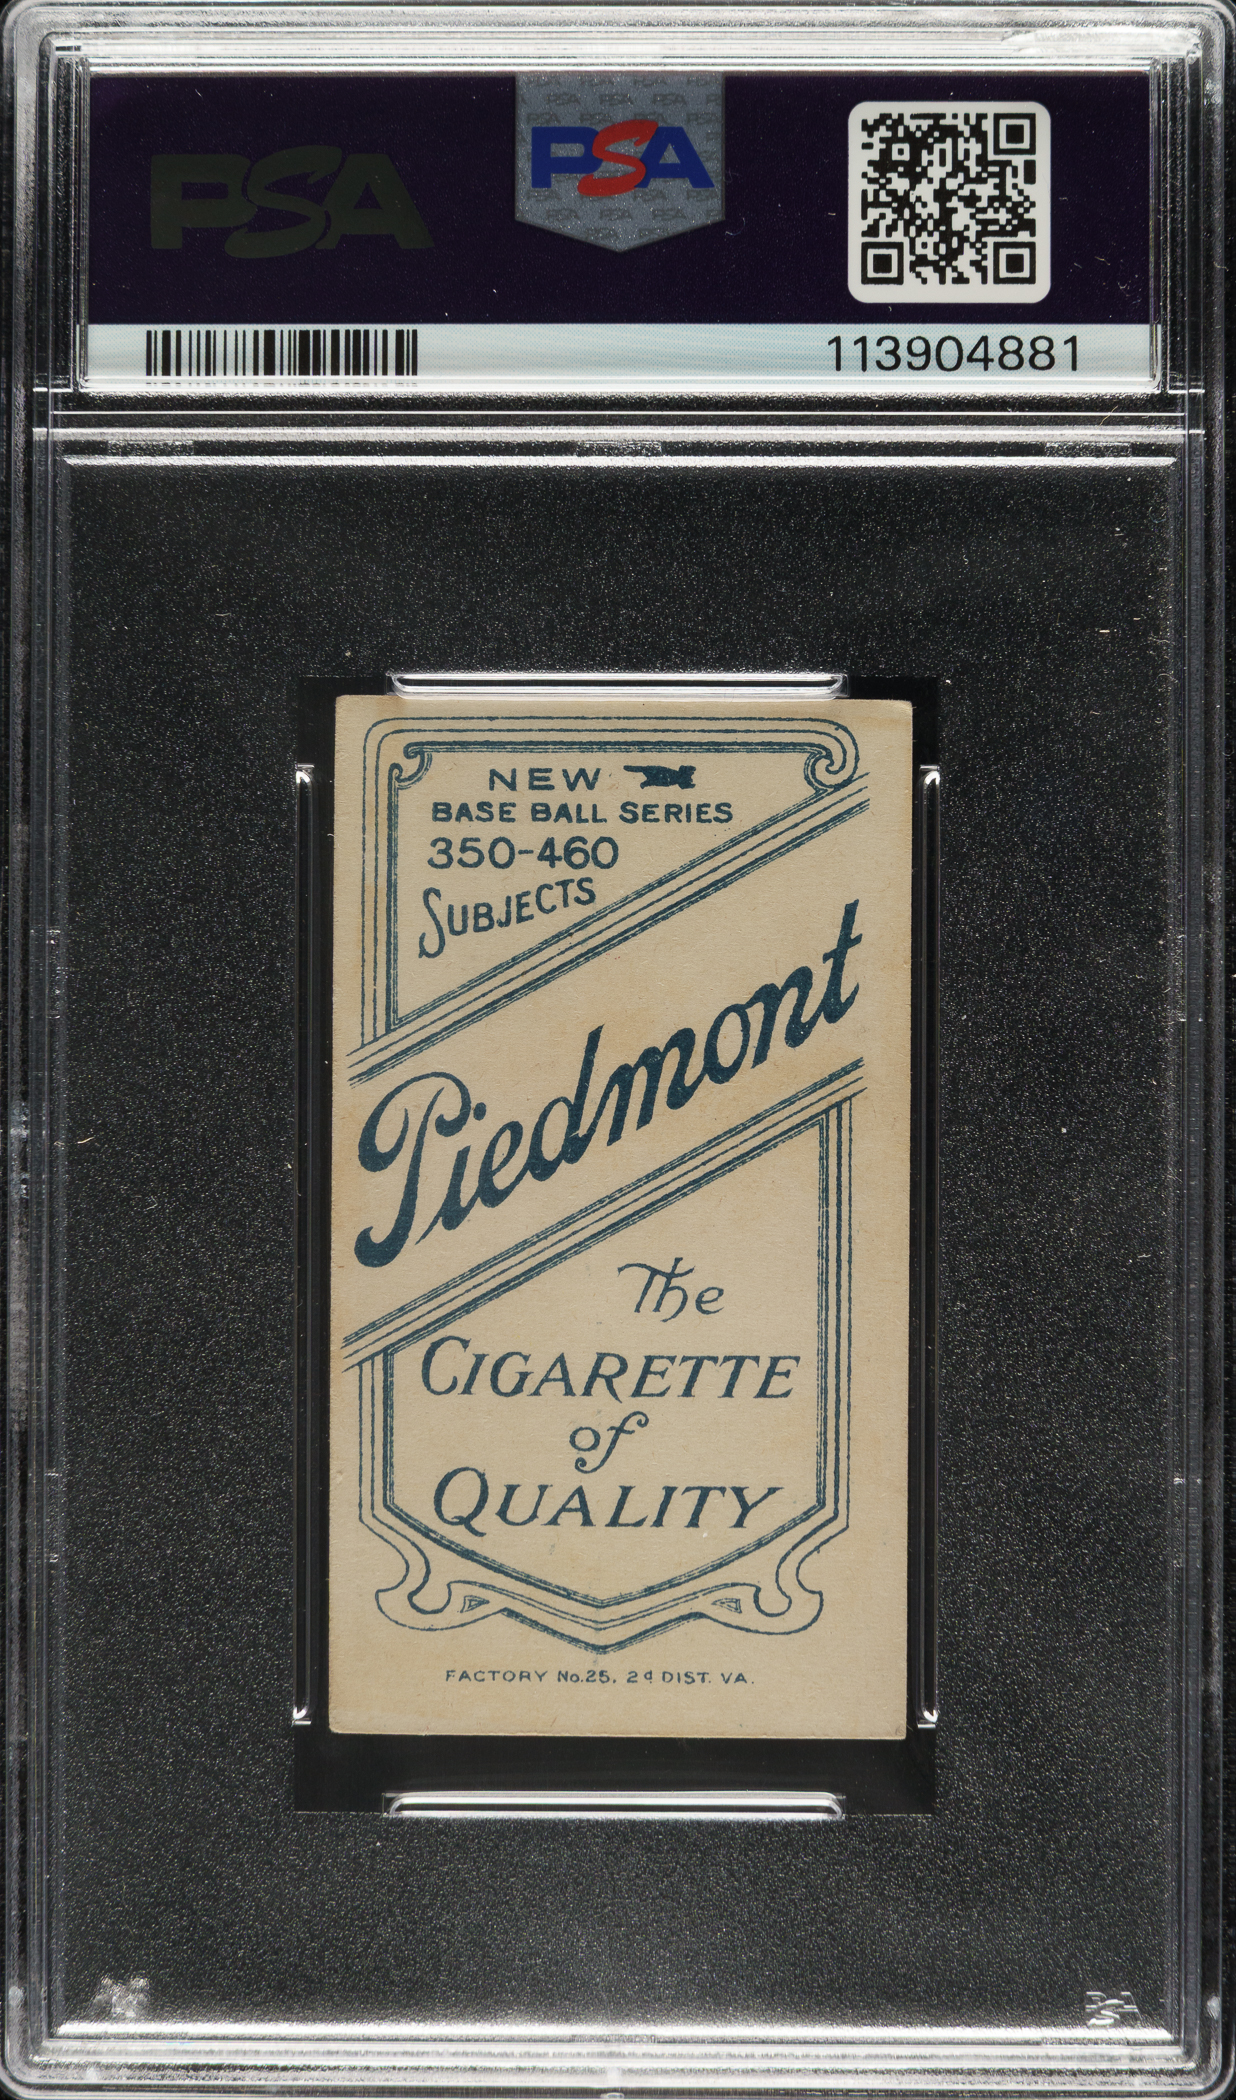 PSA
PSA
113904881
NEW
BASE BALL SERIES
350-460
SUBJECTS
Piedmont
The
CIGARETTE
of
QUALITY
FACTORY No. 25, 2d DIST. VA.
PSA